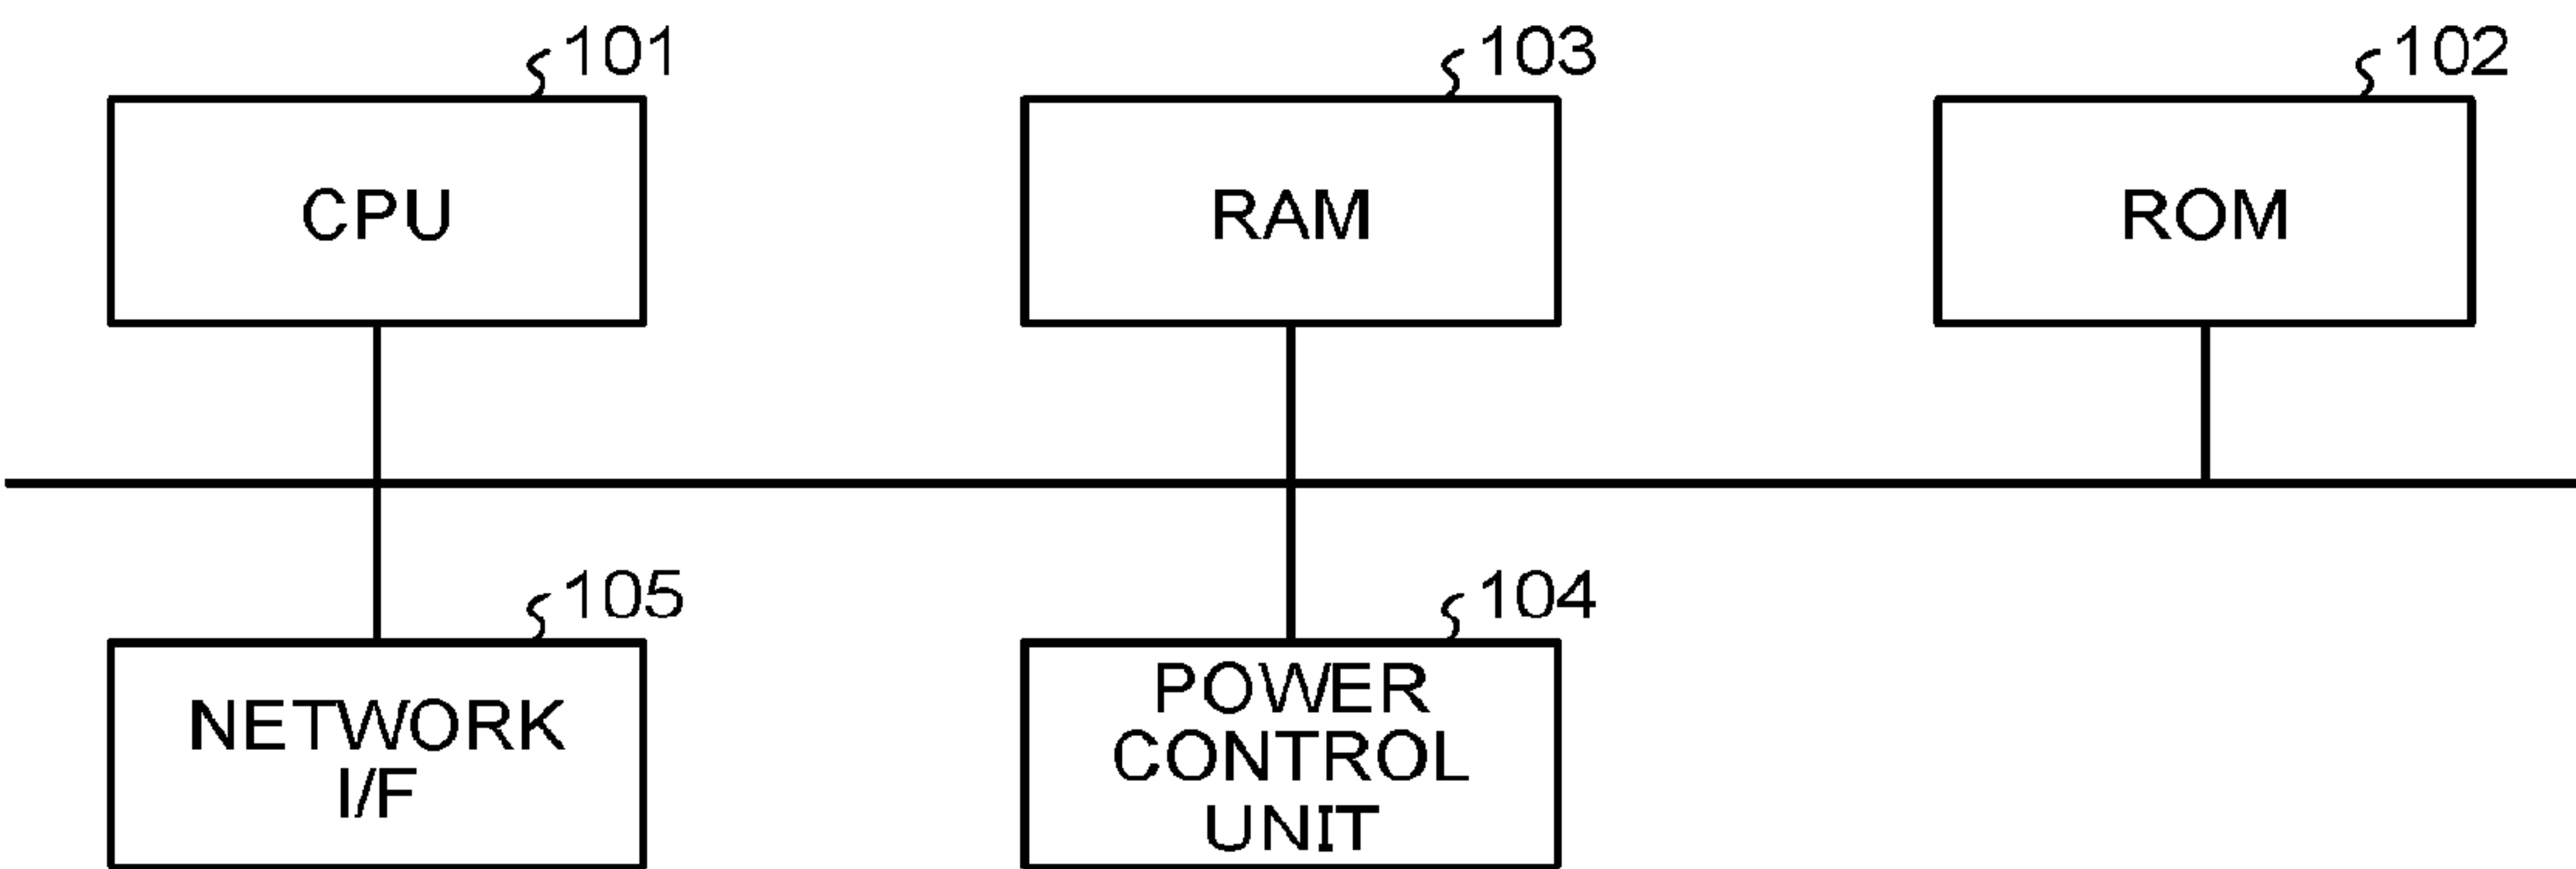 101
CPU
103
RAM
102
ROM
105
NETWORK
I/F
104
POWER
CONTROL
UNIT